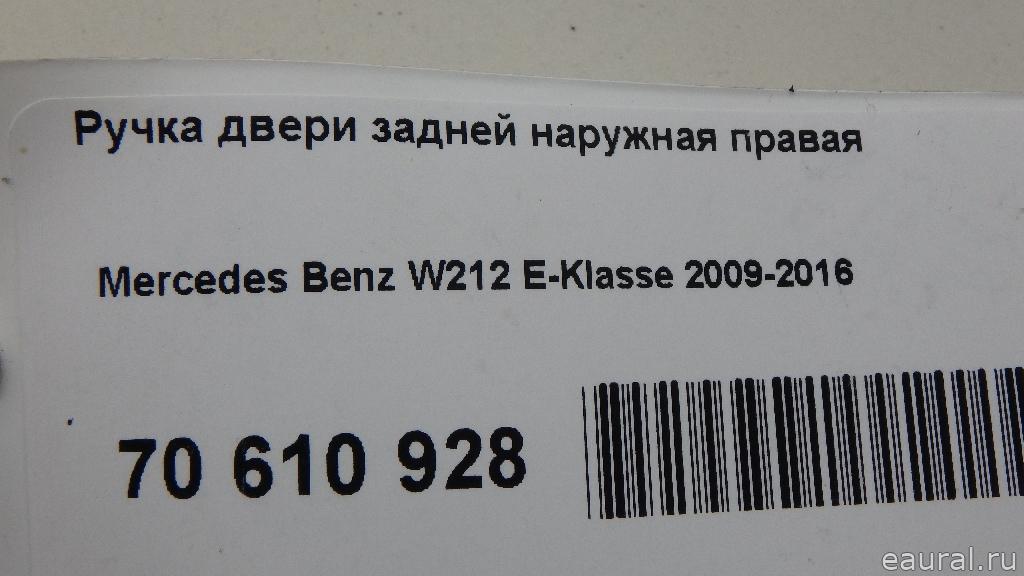 Ручка двери задней наружная правая
Mercedes Benz W212 E-Klasse 2009-2016
70 610 928
eaural.ru